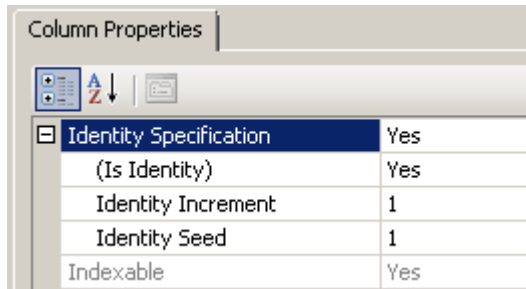 Column Properties
A
Z
Identity Specification Yes
(Is Identity) Yes
Identity Increment 1
Identity Seed 1
Indexable Yes